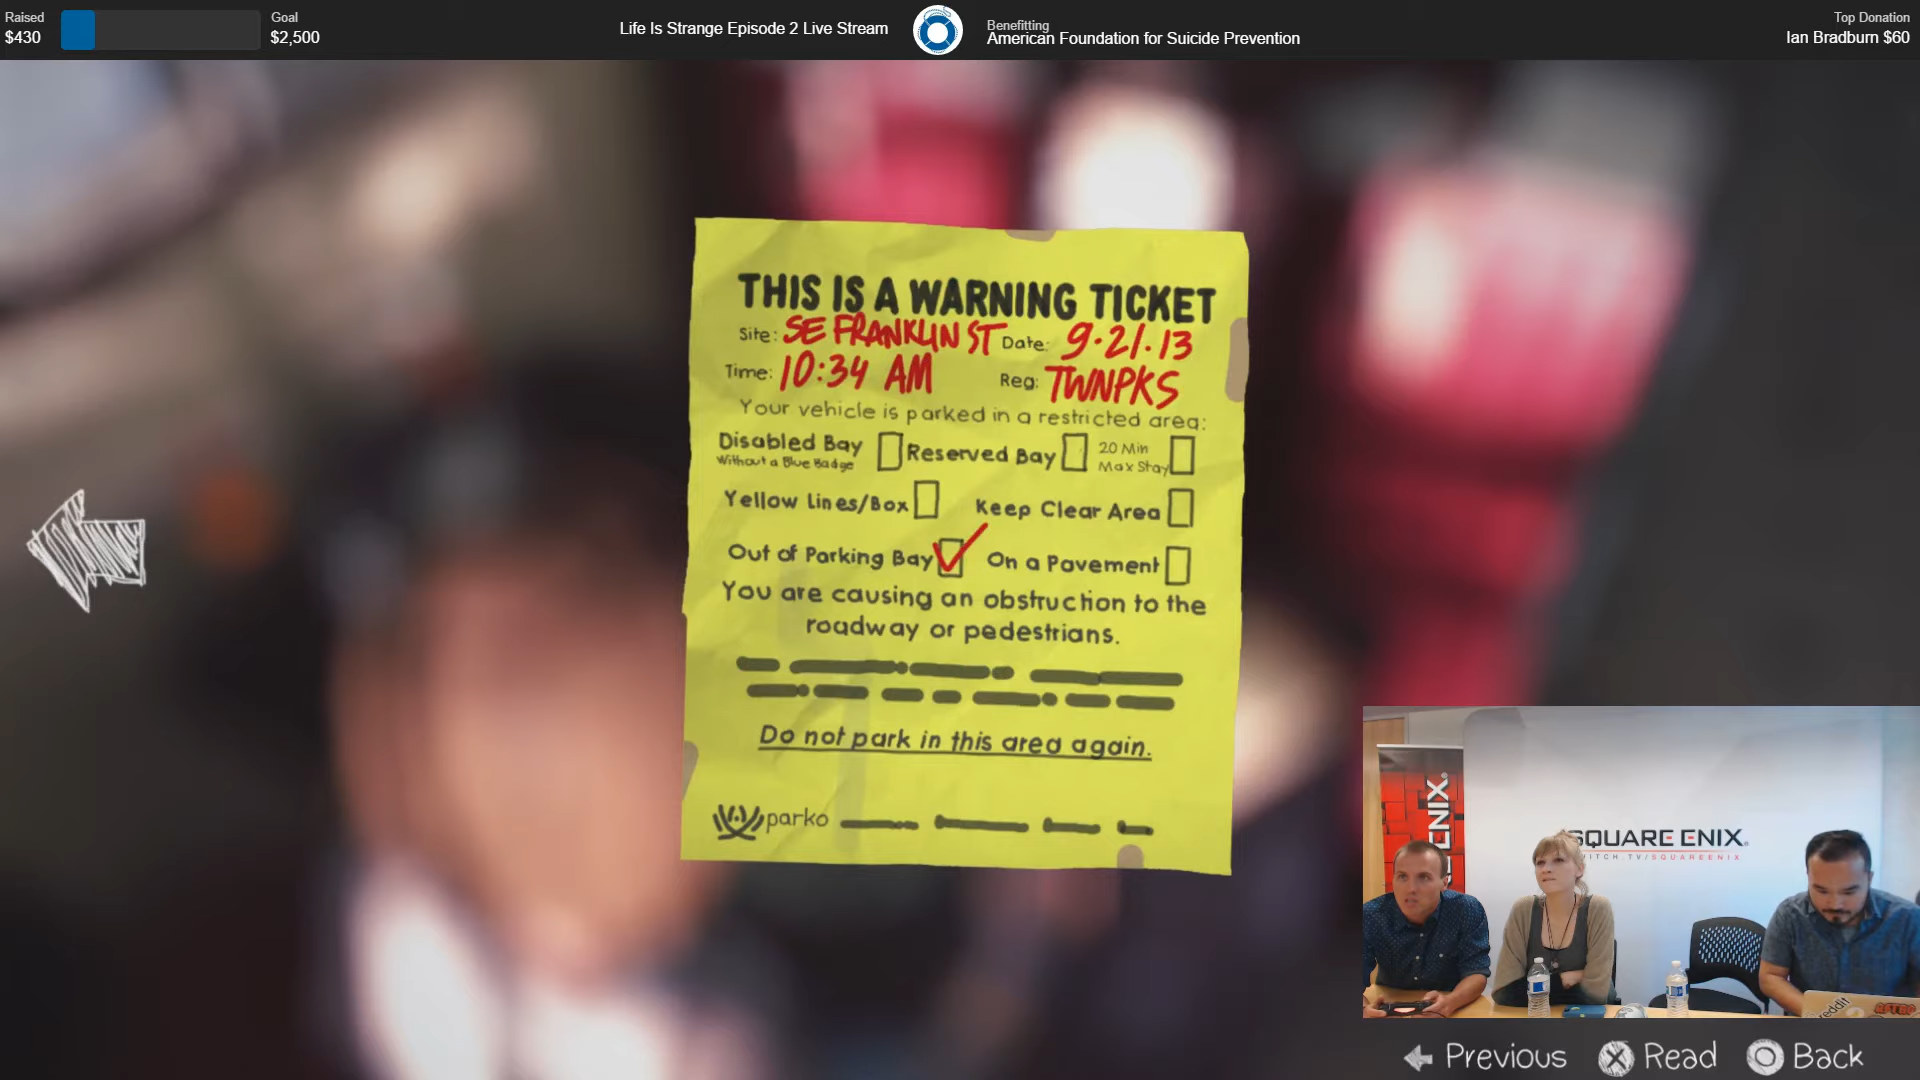 Raised
$430
Goal
$2,500
Life Is Strange Episode 2 Live Stream
Benefitting
American Foundation for Suicide Prevention
Top Donation
Ian Bradburn $60
THIS IS A WARNING TICKET
Site: SE FRANKLIN ST Date: 9.21.13
Time: 10:34 AM Reg: TWNPKS
Your vehicle is parked in a restricted area:
Disabled Bay Reserved Bay 20 Min
Without a Blue Badge Max Stay
Yellow Lines/Box Keep Clear Area
Out of Parking Bay On a Pavement
You are causing an obstruction to the
roadway or pedestrians.
Do not park in this area again.
parko
ENIX.
SQUARE ENIX.
TWITCH.TV/SQUAREENIX
reddit
Previous Read Back